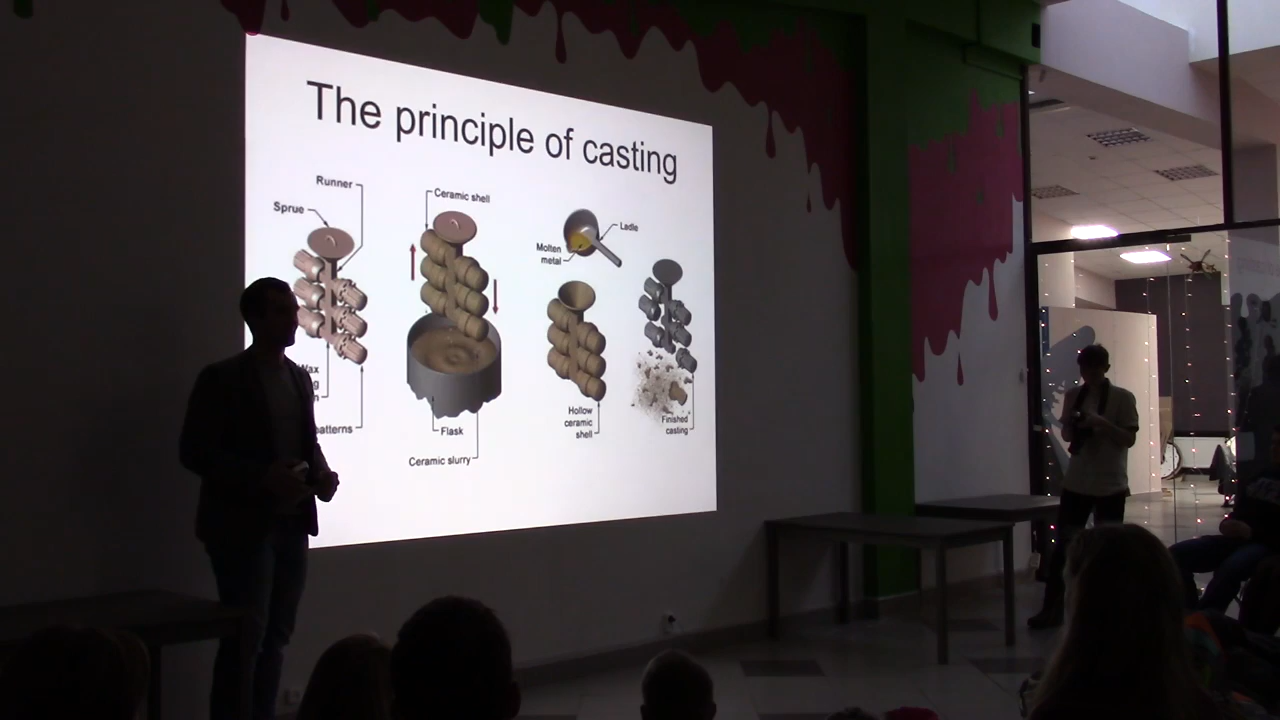 The principle of casting
Runner
Sprue
patterns
Ceramic shell
Flask
Ceramic slurry
Ladle
Molten
metal
Hollow
ceramic
shell
Finished
casting